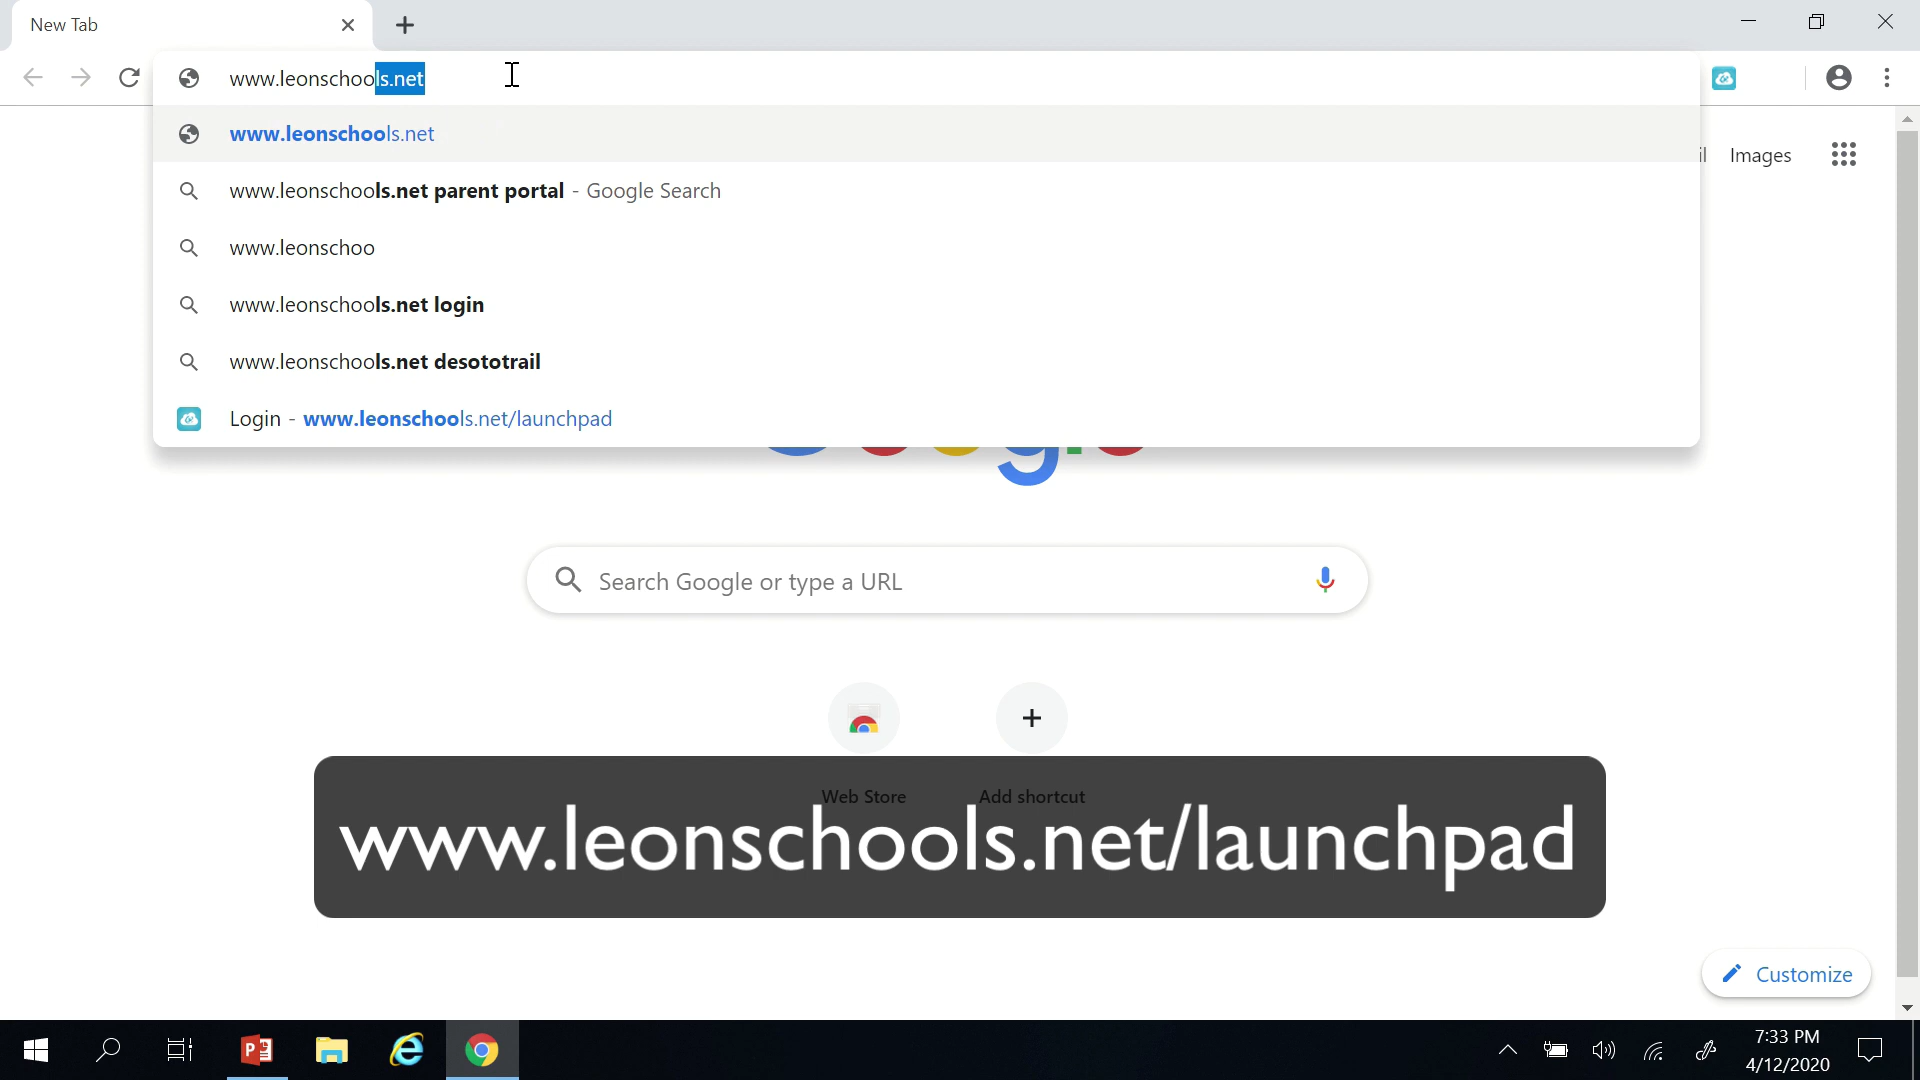 New Tab
www.leonschools.net
www.leonschools.net
www.leonschools.net parent portal - Google Search
www.leonschoo
www.leonschools.net login
www.leonschools.net desototrail
Login - www.leonschools.net/launchpad
Images
Search Google or type a URL
Web Store
Add shortcut
www.leonschools.net/launchpad
Customize
7:33 PM
4/12/2020